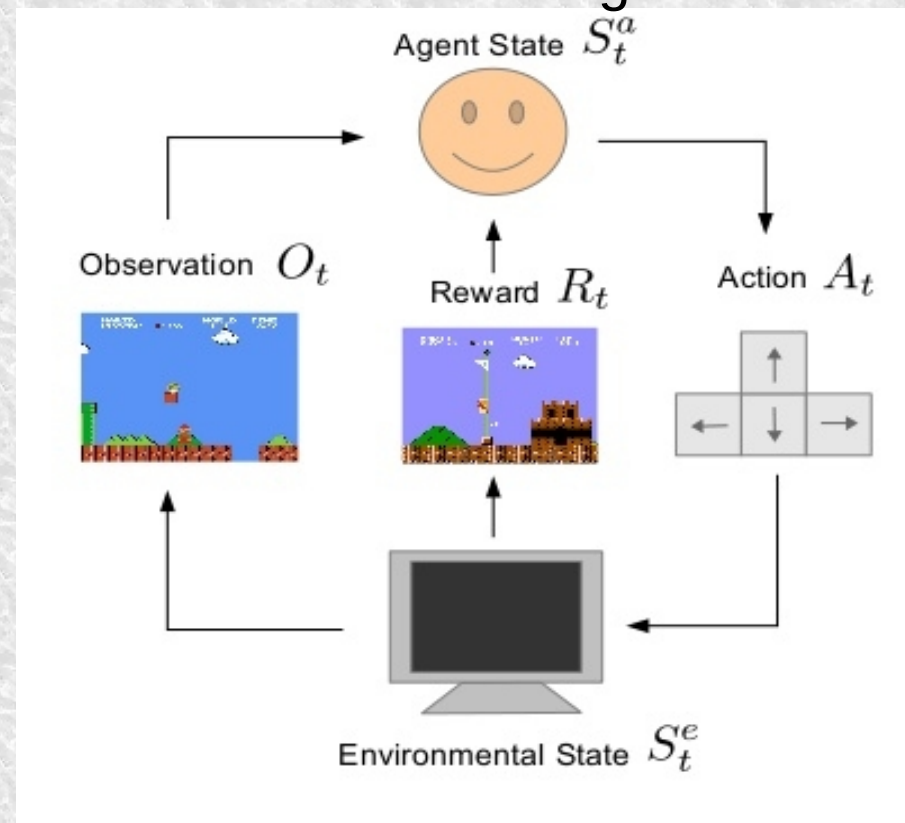 Agent State $S_t^a$
Observation $O_t$
Reward $R_t$
Action $A_t$
Environmental State $S_t^e$